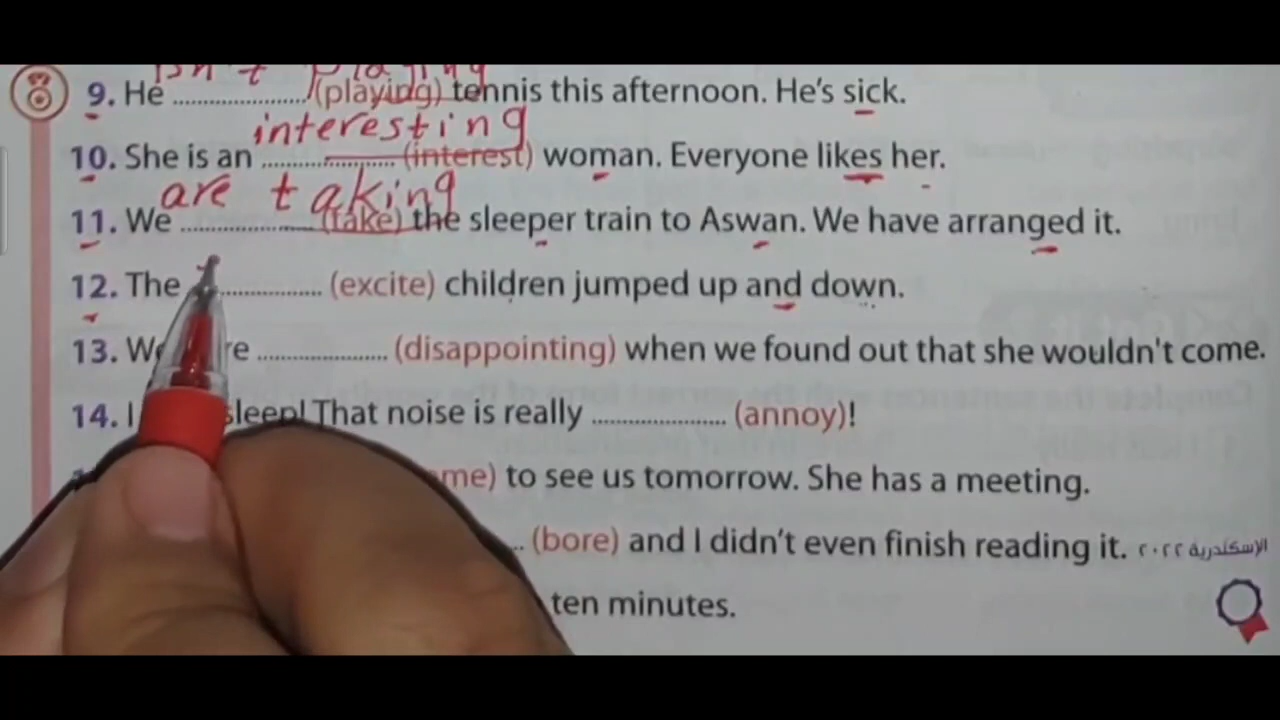 isn't playing
9. He ........................ (playing) tennis this afternoon. He's sick.
interesting
10. She is an ........................ (interest) woman. Everyone likes her.
are taking
11. We ........................ (take) the sleeper train to Aswan. We have arranged it.
12. The ........................ (excite) children jumped up and down.
13. We ........................ (disappointing) when we found out that she wouldn't come.
14. I sleep! That noise is really ........................ (annoy)!
to see us tomorrow. She has a meeting.
(bore) and I didn't even finish reading it. الإسكندرية ٢٠٢٢
ten minutes.